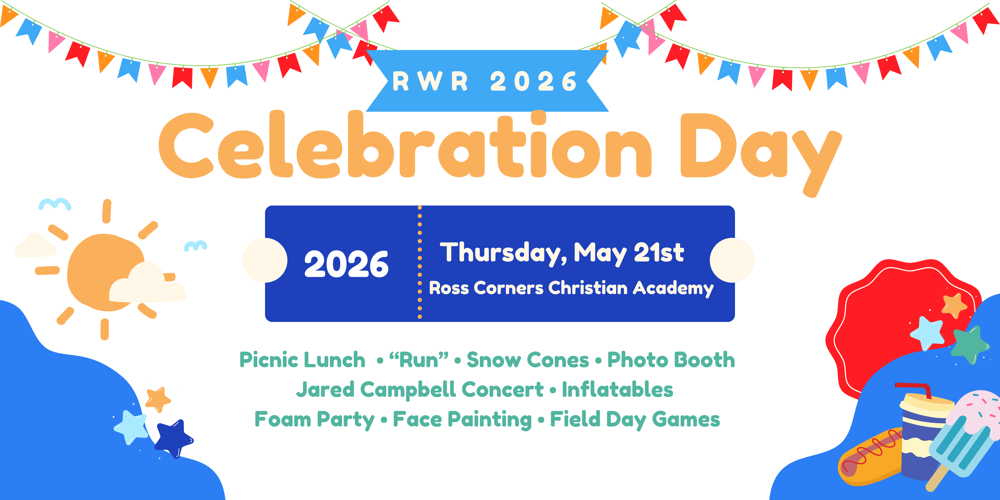 RWR 2026
Celebration Day
2026
Thursday, May 21st
Ross Corners Christian Academy
Picnic Lunch • “Run” • Snow Cones • Photo Booth
Jared Campbell Concert • Inflatables
Foam Party • Face Painting • Field Day Games